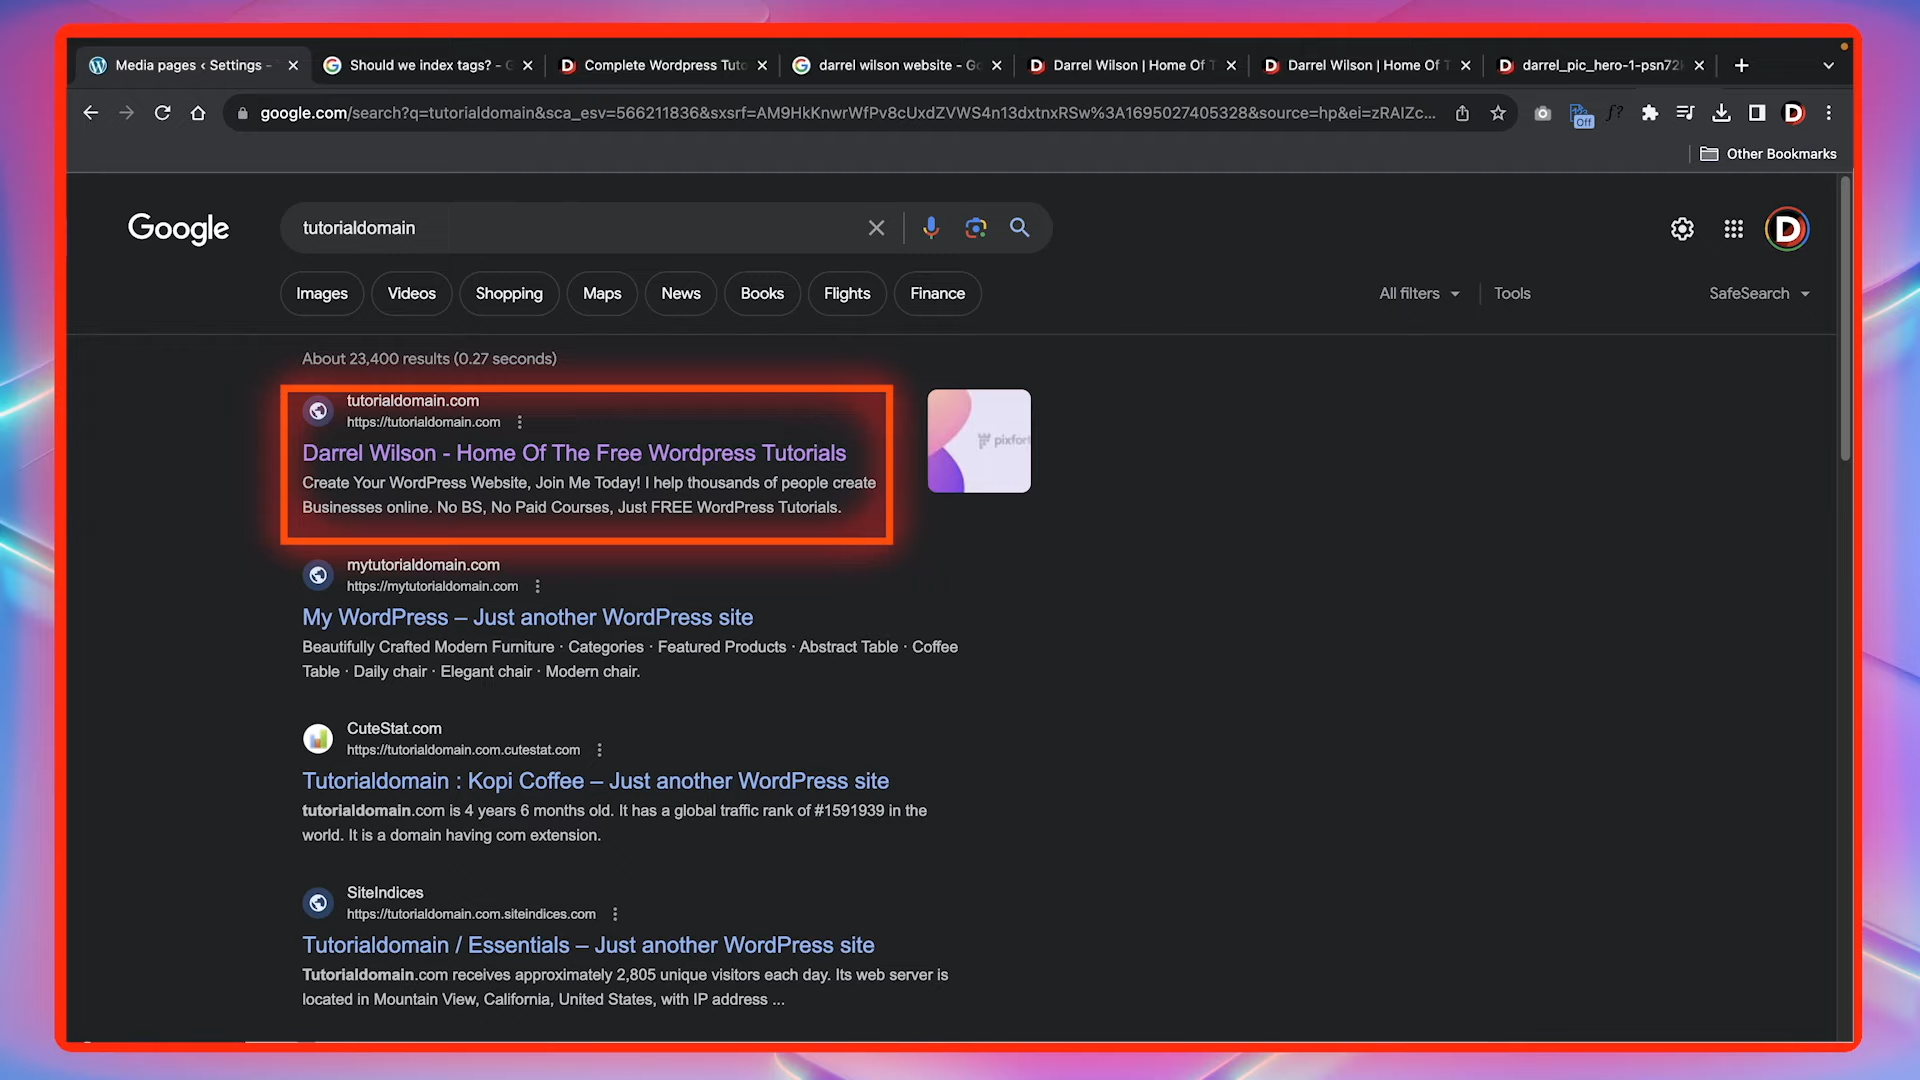 Media pages ‹ Settings -
Should we index tags? - G
Complete Wordpress Tuto
darrel wilson website - Go
Darrel Wilson | Home Of T
Darrel Wilson | Home Of T
darrel_pic_hero-1-psn72k
google.com/search?q=tutorialdomain&sca_esv=566211836&sxsrf=AM9HkKnwrWfPv8cUxdZVWS4n13dxtnxRSw%3A1695027405328&source=hp&ei=zRAIZc...
Off
f?
D
Other Bookmarks
Google
tutorialdomain
D
Images
Videos
Shopping
Maps
News
Books
Flights
Finance
All filters
Tools
SafeSearch
About 23,400 results (0.27 seconds)
tutorialdomain.com
https://tutorialdomain.com
Darrel Wilson - Home Of The Free Wordpress Tutorials
Create Your WordPress Website, Join Me Today! I help thousands of people create
Businesses online. No BS, No Paid Courses, Just FREE WordPress Tutorials.
pixfort
mytutorialdomain.com
https://mytutorialdomain.com
My WordPress – Just another WordPress site
Beautifully Crafted Modern Furniture · Categories · Featured Products · Abstract Table · Coffee
Table · Daily chair · Elegant chair · Modern chair.
CuteStat.com
https://tutorialdomain.com.cutestat.com
Tutorialdomain : Kopi Coffee – Just another WordPress site
tutorialdomain.com is 4 years 6 months old. It has a global traffic rank of #1591939 in the
world. It is a domain having com extension.
SiteIndices
https://tutorialdomain.com.siteindices.com
Tutorialdomain / Essentials – Just another WordPress site
Tutorialdomain.com receives approximately 2,805 unique visitors each day. Its web server is
located in Mountain View, California, United States, with IP address ...